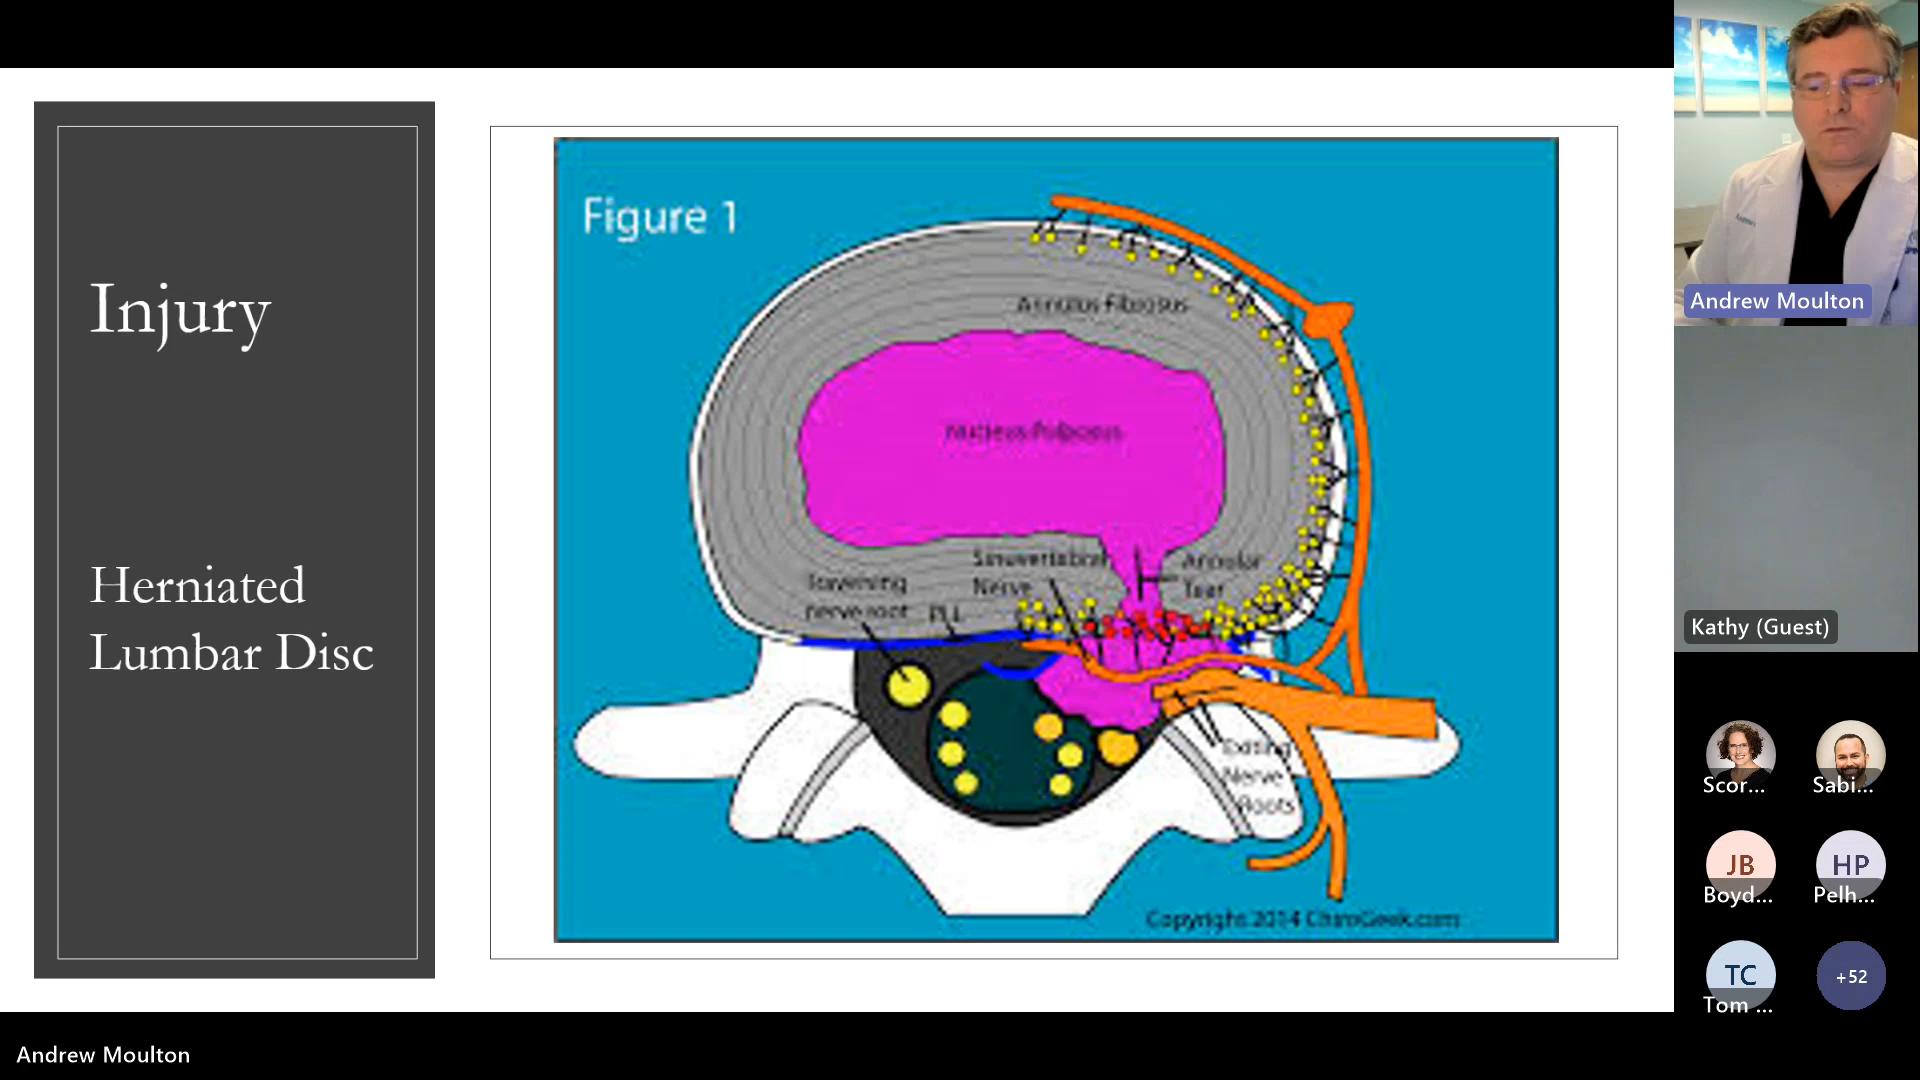 Injury
Herniated
Lumbar Disc
Figure 1
Annulus Fibrosus
Nucleus Pulposus
Sinuvertebral
Nerve
Annular
Tear
nerve root
PLL
Exiting
Nerve
Roots
Copyright 2014 ChiroGeek.com
Andrew Moulton
Kathy (Guest)
Scor...
Sabi...
JB
Boyd...
HP
Pelh...
TC
Tom ...
+52
Andrew Moulton